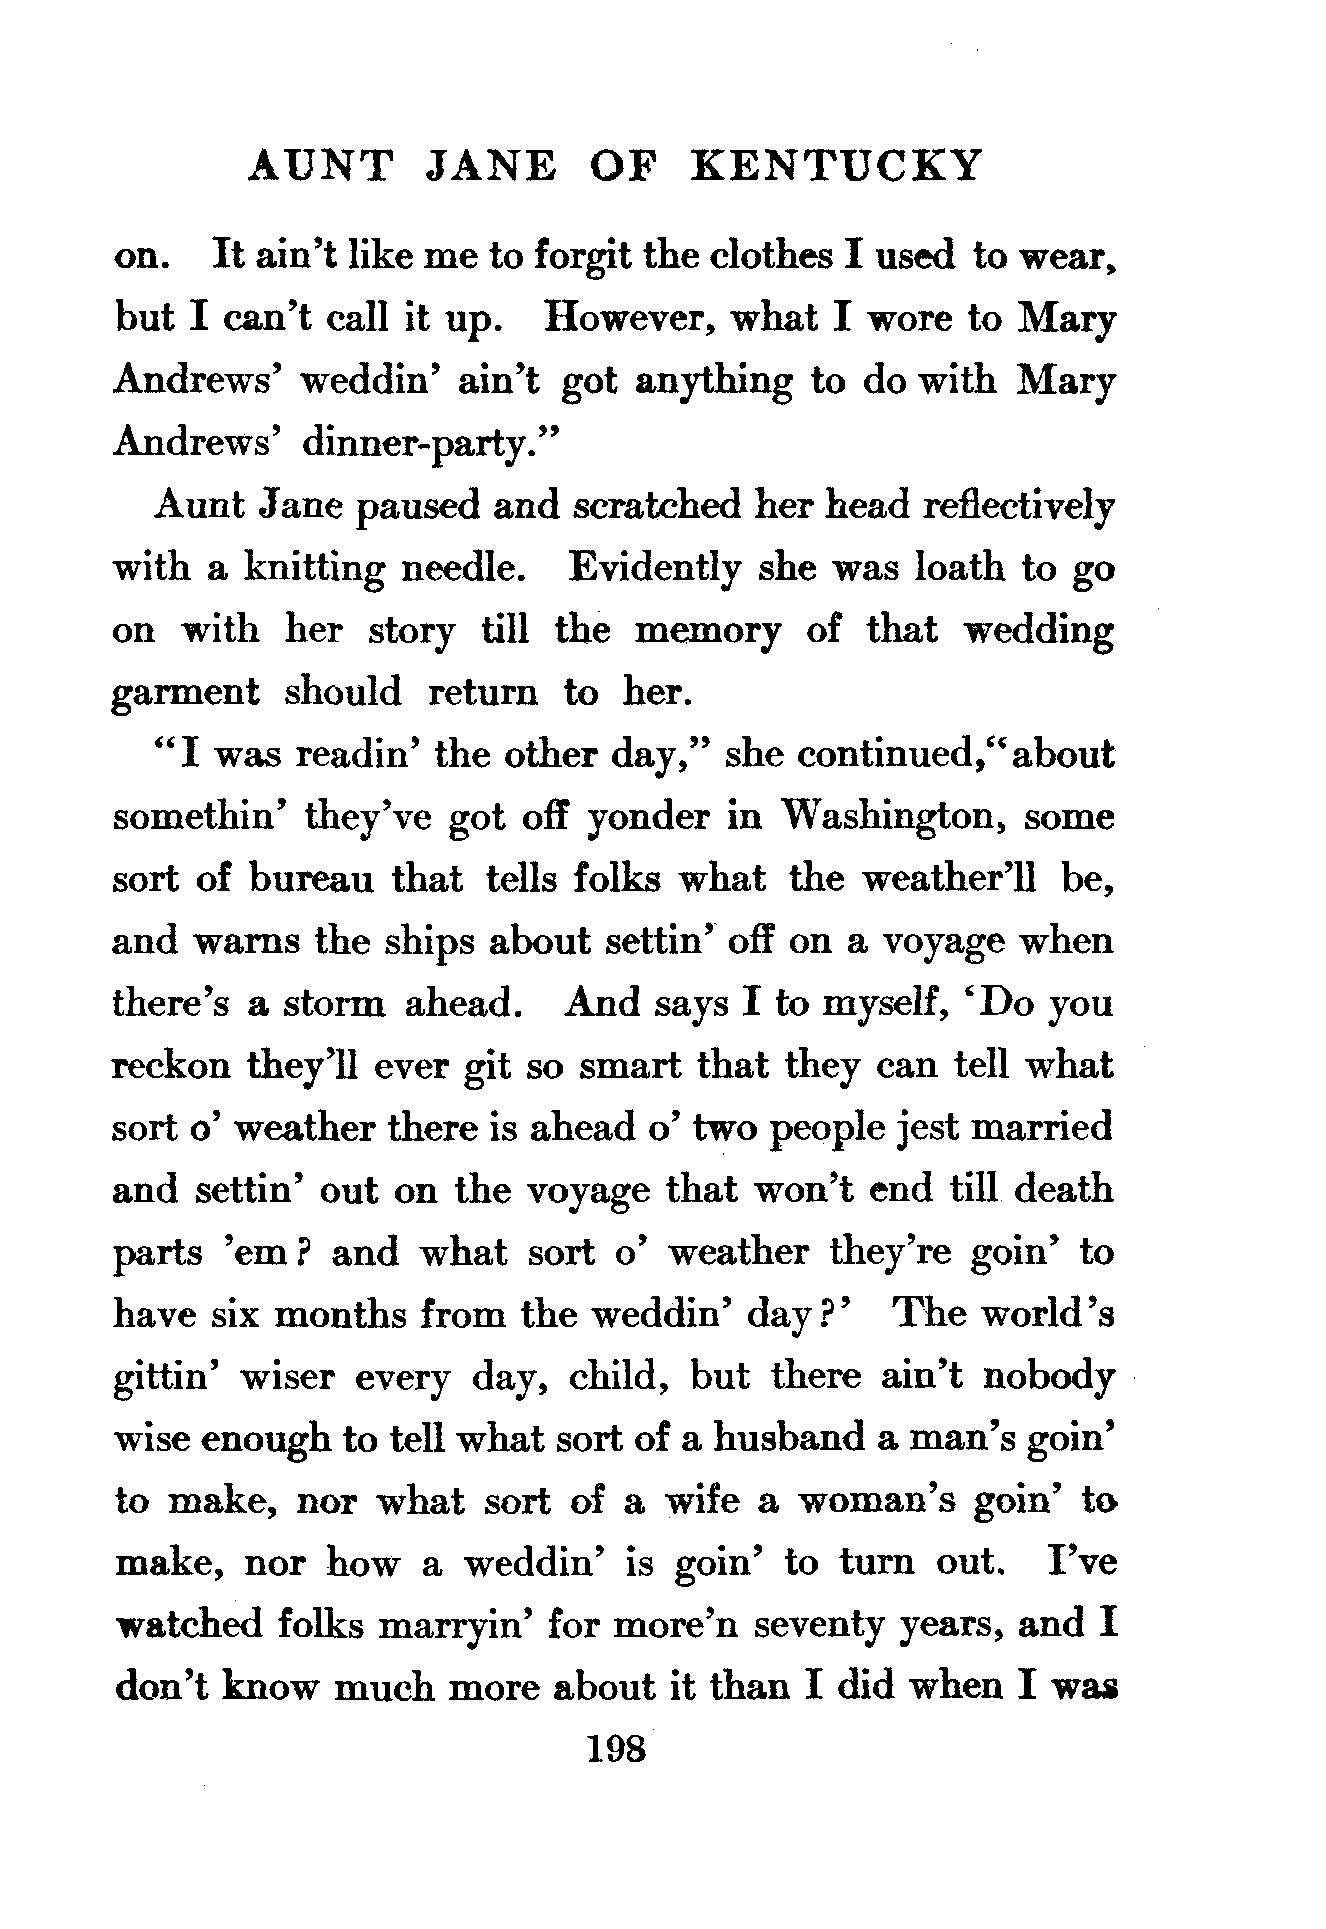 AUNT JANE OF KENTUCKY
on. It ain't like me to forgit the clothes I used to wear,
but I can't call it up. However, what I wore to Mary
Andrews' weddin' ain't got anything to do with Mary
Andrews' dinner-party."
Aunt Jane paused and scratched her head reflectively
with a knitting needle. Evidently she was loath to go
on with her story till the memory of that wedding
garment should return to her.
"I was readin' the other day," she continued,"about
somethin' they've got off yonder in Washington, some
sort of bureau that tells folks what the weather'll be,
and warns the ships about settin' off on a voyage when
there's a storm ahead. And says I to myself, 'Do you
reckon they'll ever git so smart that they can tell what
sort o' weather there is ahead o' two people jest married
and settin' out on the voyage that won't end till death
parts 'em? and what sort o' weather they're goin' to
have six months from the weddin' day?' The world's
gittin' wiser every day, child, but there ain't nobody
wise enough to tell what sort of a husband a man's goin'
to make, nor what sort of a wife a woman's goin' to
make, nor how a weddin' is goin' to turn out. I've
watched folks marryin' for more'n seventy years, and I
don't know much more about it than I did when I was
198